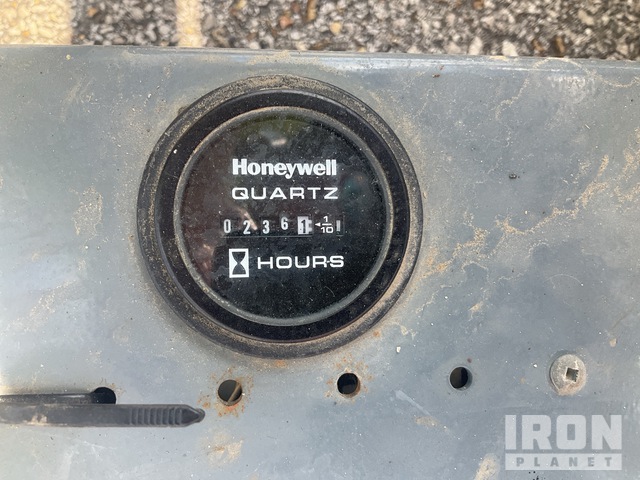 Honeywell
QUARTZ
0 2 3 6 1 ◄1/10
HOURS
IRON
PLANET